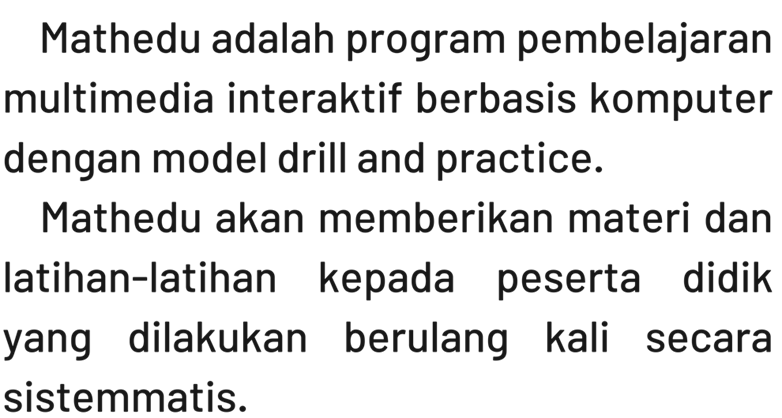 Mathedu adalah program pembelajaran
multimedia interaktif berbasis komputer
dengan model drill and practice.
Mathedu akan memberikan materi dan
latihan-latihan kepada peserta didik
yang dilakukan berulang kali secara
sistemmatis.